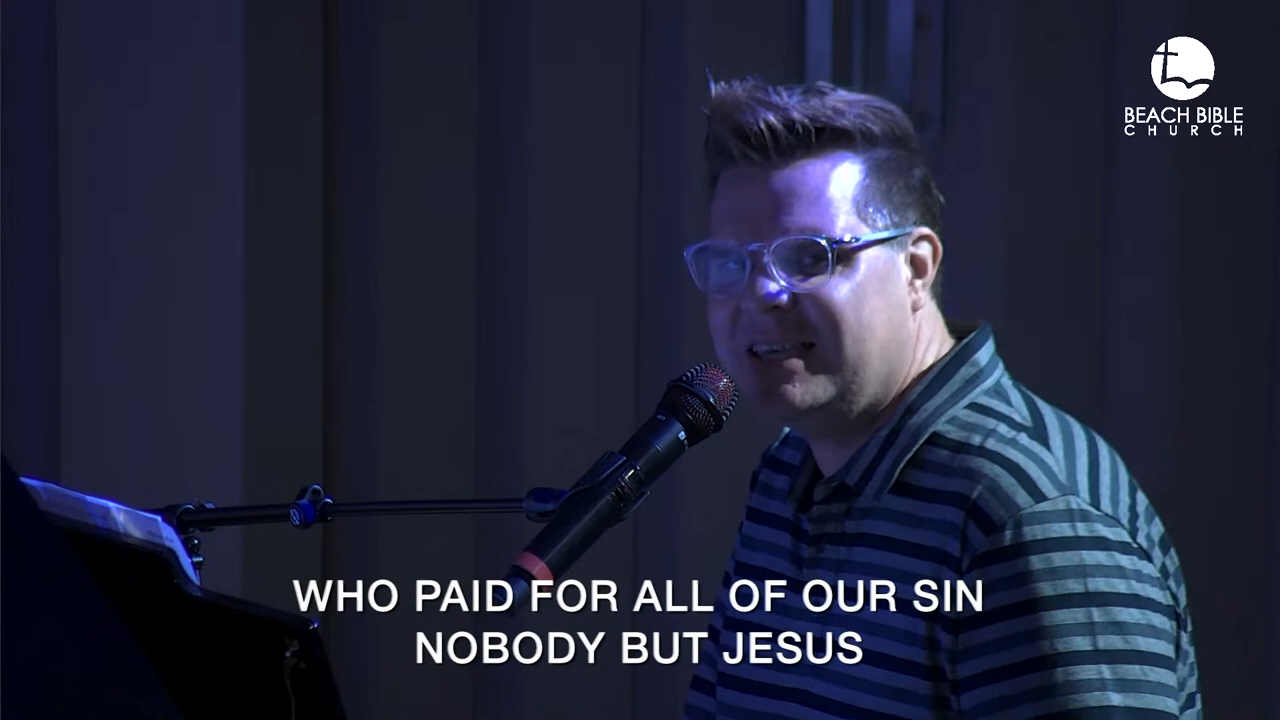 BEACH BIBLE
CHURCH
WHO PAID FOR ALL OF OUR SIN
NOBODY BUT JESUS